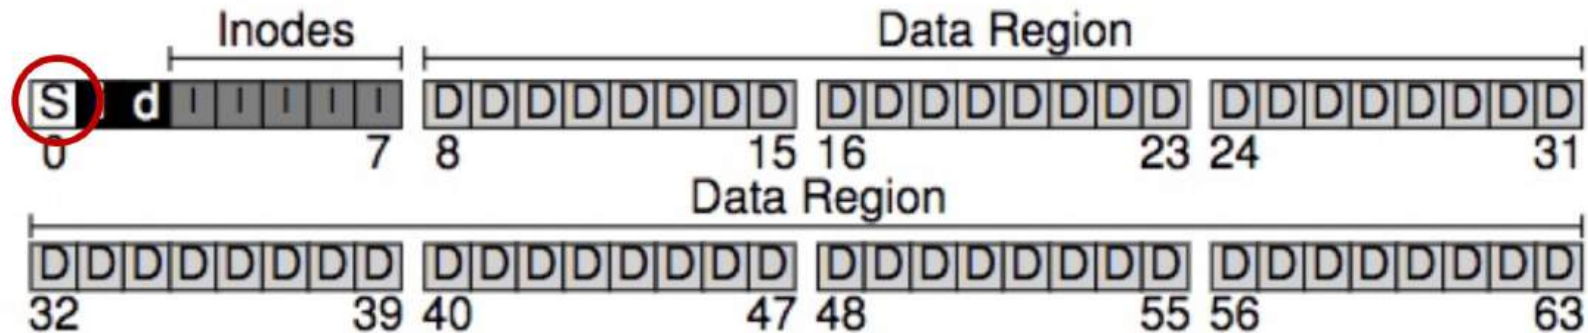 Inodes Data Region
S i d I I I I I D D D D D D D D D D D D D D D D D D D D D D D D
0 7 8 15 16 23 24 31
Data Region
D D D D D D D D D D D D D D D D D D D D D D D D D D D D D D D D
32 39 40 47 48 55 56 63